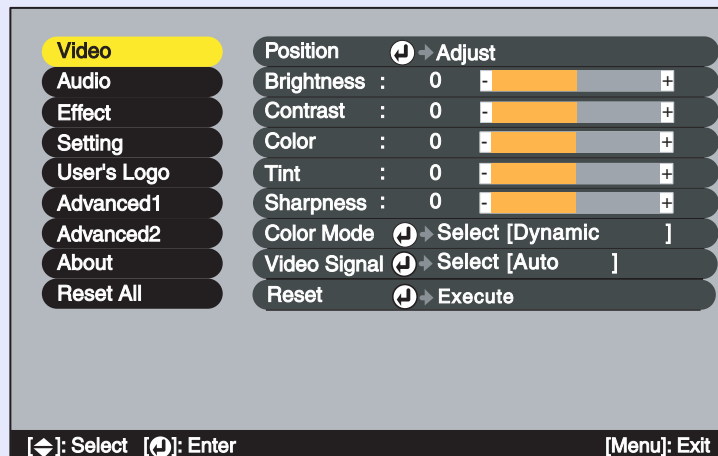 Video
Audio
Effect
Setting
User's Logo
Advanced1
Advanced2
About
Reset All
Position Adjust
Brightness : 0 - +
Contrast : 0 - +
Color : 0 - +
Tint : 0 - +
Sharpness : 0 - +
Color Mode Select [Dynamic ]
Video Signal Select [Auto ]
Reset Execute
[ ]: Select [ ]: Enter [Menu]: Exit